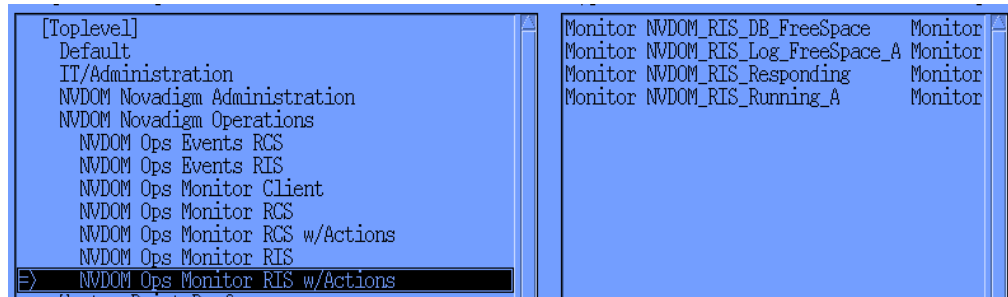 [Toplevel]
Default
IT/Administration
NVDOM Novadigm Administration
NVDOM Novadigm Operations
NVDOM Ops Events RCS
NVDOM Ops Events RIS
NVDOM Ops Monitor Client
NVDOM Ops Monitor RCS
NVDOM Ops Monitor RCS w/Actions
NVDOM Ops Monitor RIS
=> NVDOM Ops Monitor RIS w/Actions
Monitor NVDOM_RIS_DB_FreeSpace Monitor
Monitor NVDOM_RIS_Log_FreeSpace_A Monitor
Monitor NVDOM_RIS_Responding Monitor
Monitor NVDOM_RIS_Running_A Monitor